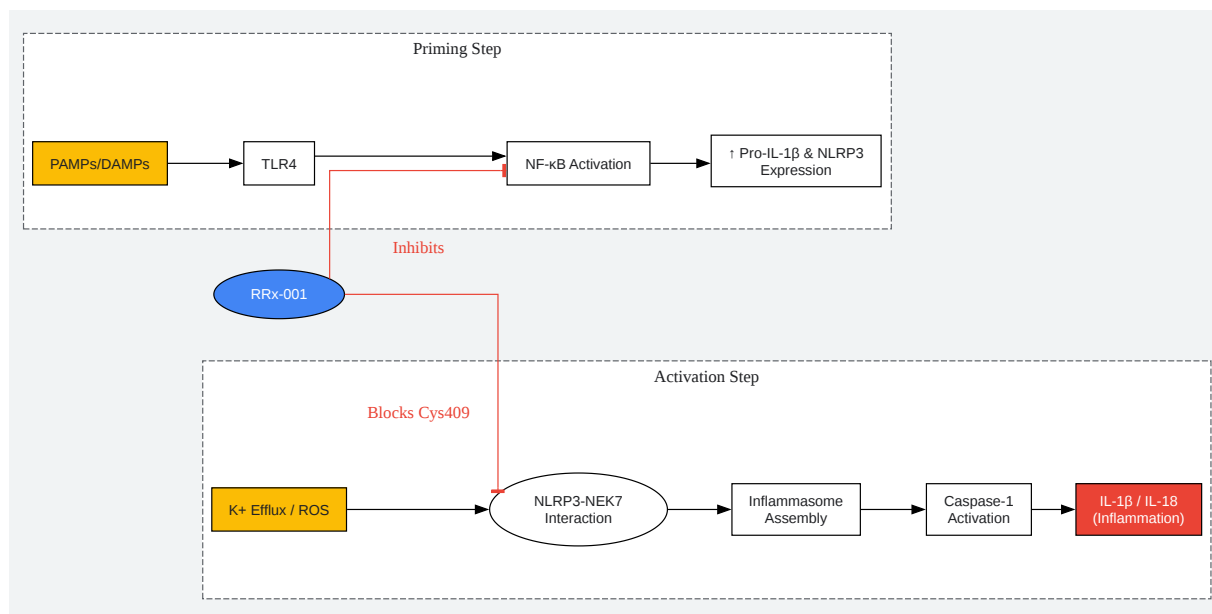 Priming Step
PAMPs/DAMPs
TLR4
NF-κB Activation
↑ Pro-IL-1β & NLRP3
Expression
Inhibits
RRx-001
Activation Step
Blocks Cys409
K+ Efflux / ROS
NLRP3-NEK7
Interaction
Inflammasome
Assembly
Caspase-1
Activation
IL-1β / IL-18
(Inflammation)